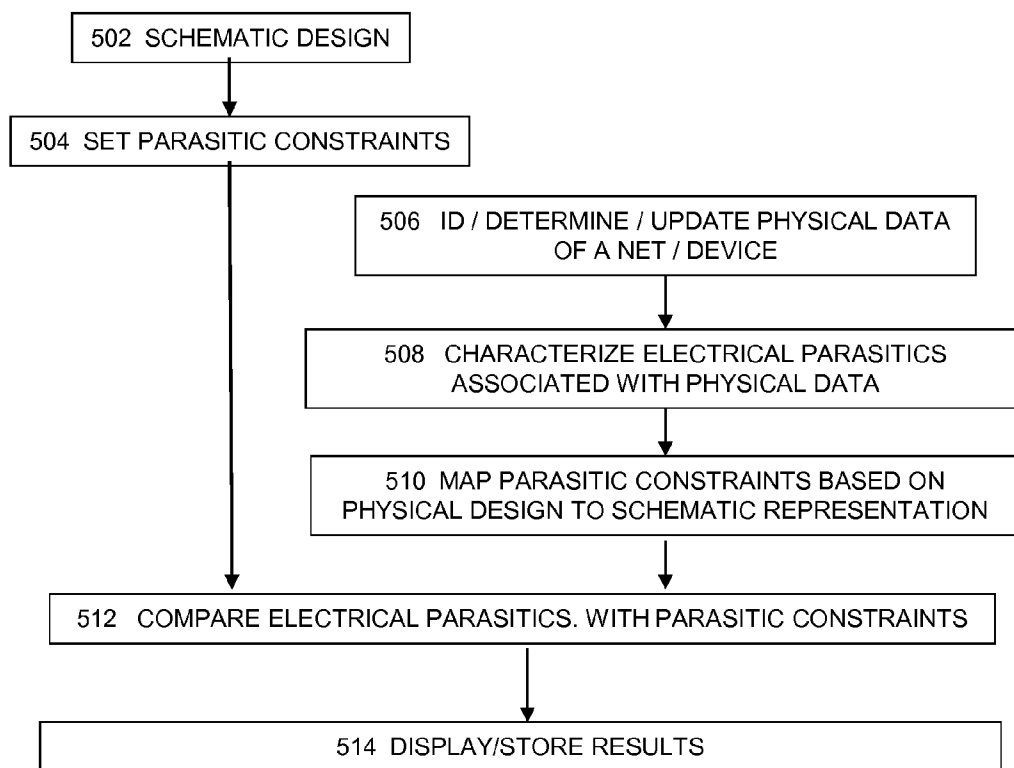 502 SCHEMATIC DESIGN
504 SET PARASITIC CONSTRAINTS
506 ID / DETERMINE / UPDATE PHYSICAL DATA
OF A NET / DEVICE
508 CHARACTERIZE ELECTRICAL PARASITICS
ASSOCIATED WITH PHYSICAL DATA
510 MAP PARASITIC CONSTRAINTS BASED ON
PHYSICAL DESIGN TO SCHEMATIC REPRESENTATION
512 COMPARE ELECTRICAL PARASITICS. WITH PARASITIC CONSTRAINTS
514 DISPLAY/STORE RESULTS